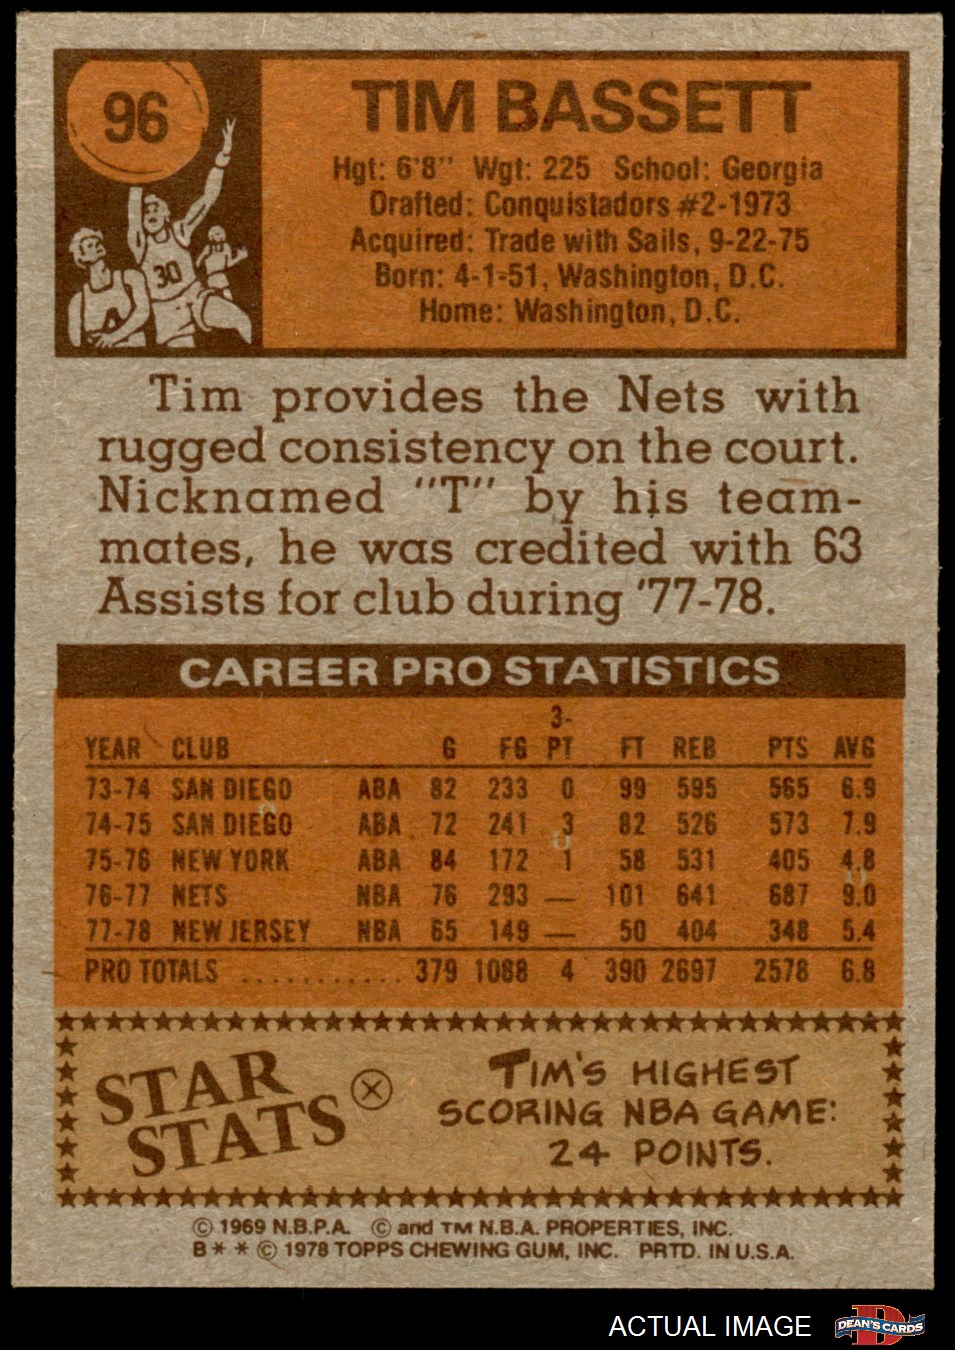 96
TIM BASSETT
Hgt: 6'8" Wgt: 225 School: Georgia
Drafted: Conquistadors #2-1973
Acquired: Trade with Sails, 9-22-75
Born: 4-1-51, Washington, D.C.
Home: Washington, D.C.
30
Tim provides the Nets with
rugged consistency on the court.
Nicknamed "T" by his team-
mates, he was credited with 63
Assists for club during '77-78.
CAREER PRO STATISTICS
YEAR CLUB G FG 3-PT FT REB PTS AVG
73-74 SAN DIEGO ABA 82 233 0 99 595 565 6.9
74-75 SAN DIEGO ABA 72 241 3 82 526 573 7.9
75-76 NEW YORK ABA 84 172 1 58 531 405 4.8
76-77 NETS NBA 76 293 — 101 641 687 9.0
77-78 NEW JERSEY NBA 65 149 — 50 404 348 5.4
PRO TOTALS ........... 379 1088 4 390 2697 2578 6.8
STAR
STATS
TIM'S HIGHEST
SCORING NBA GAME:
24 POINTS.
© 1969 N.B.P.A. © and TM N.B.A. PROPERTIES, INC.
B** © 1978 TOPPS CHEWING GUM, INC. PRTD. IN U.S.A.
ACTUAL IMAGE
D
DEAN'S CARDS